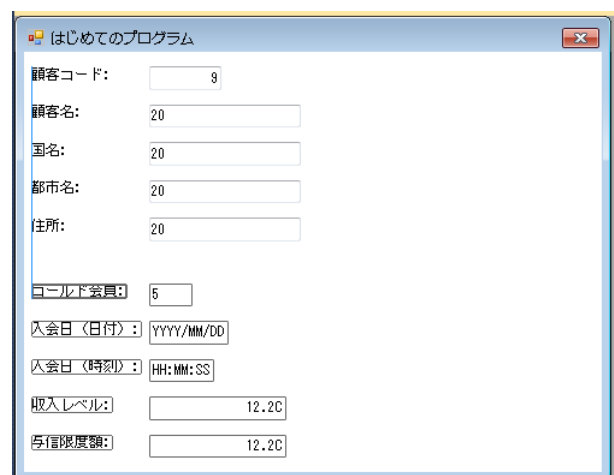 はじめてのプログラム
顧客コード: 9
顧客名: 20
国名: 20
都市名: 20
住所: 20
ゴールド会員: 5
入会日（日付）: YYYY/MM/DD
入会日（時刻）: HH:MM:SS
収入レベル: 12.2C
与信限度額: 12.2C